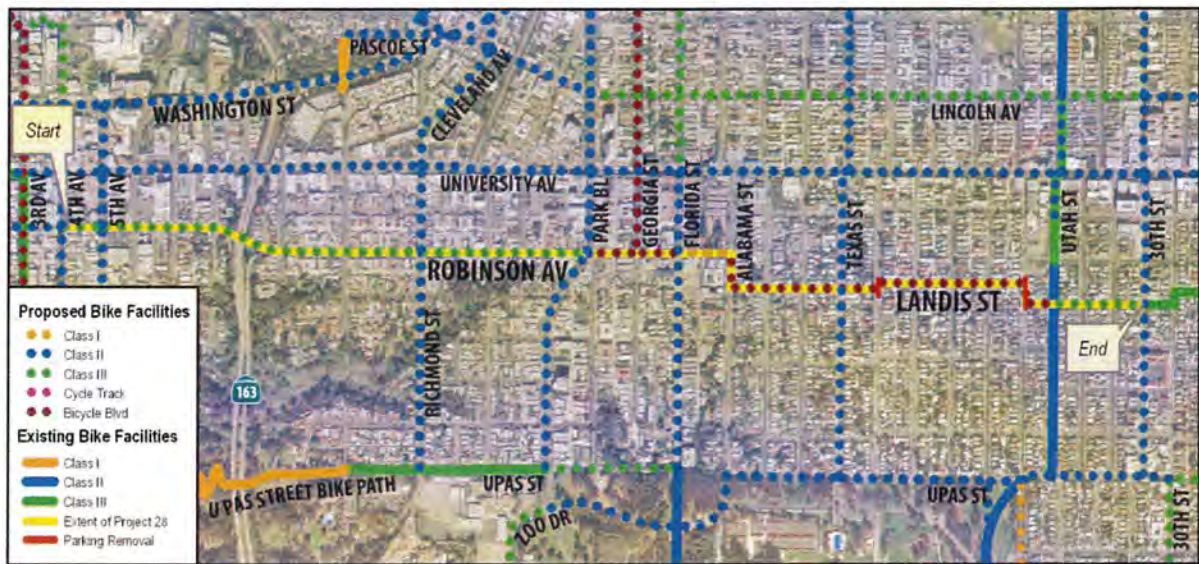 PASCOE ST
WASHINGTON ST
CLEVELAND AV
LINCOLN AV
Start
UNIVERSITY AV
3RD AV
4TH AV
5TH AV
PARK BL
GEORGIA ST
FLORIDA ST
ALABAMA ST
TEXAS ST
UTAH ST
30TH ST
ROBINSON AV
LANDIS ST
End
RICHMOND ST
163
UPAS STREET BIKE PATH
UPAS ST
ZOO DR
UPAS ST
30TH ST
Proposed Bike Facilities
Class I
Class II
Class III
Cycle Track
Bicycle Blvd
Existing Bike Facilities
Class I
Class II
Class III
Extent of Project 28
Parking Removal